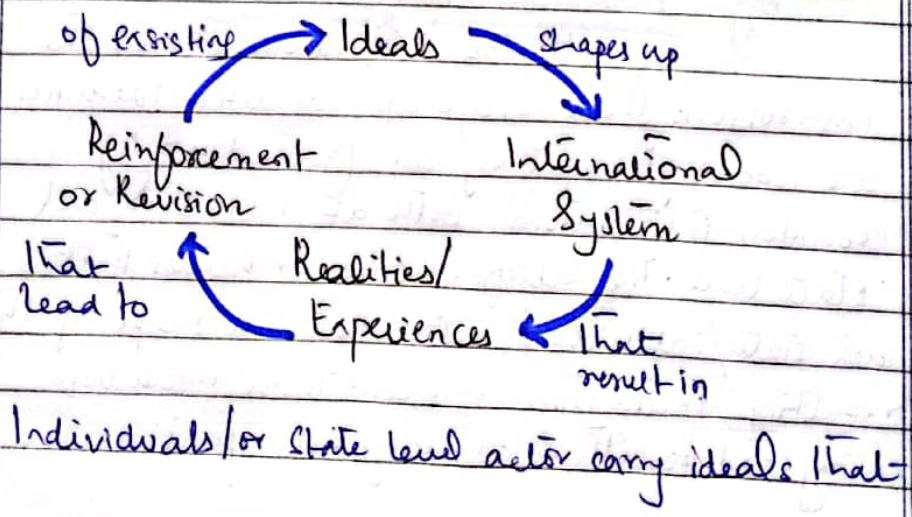 of exsisting
Ideals
shapes up
Reinforcement
or Revision
International
System
That
lead to
Realities/
Experiences
That
result in
Individuals/or State level actor carry ideals that